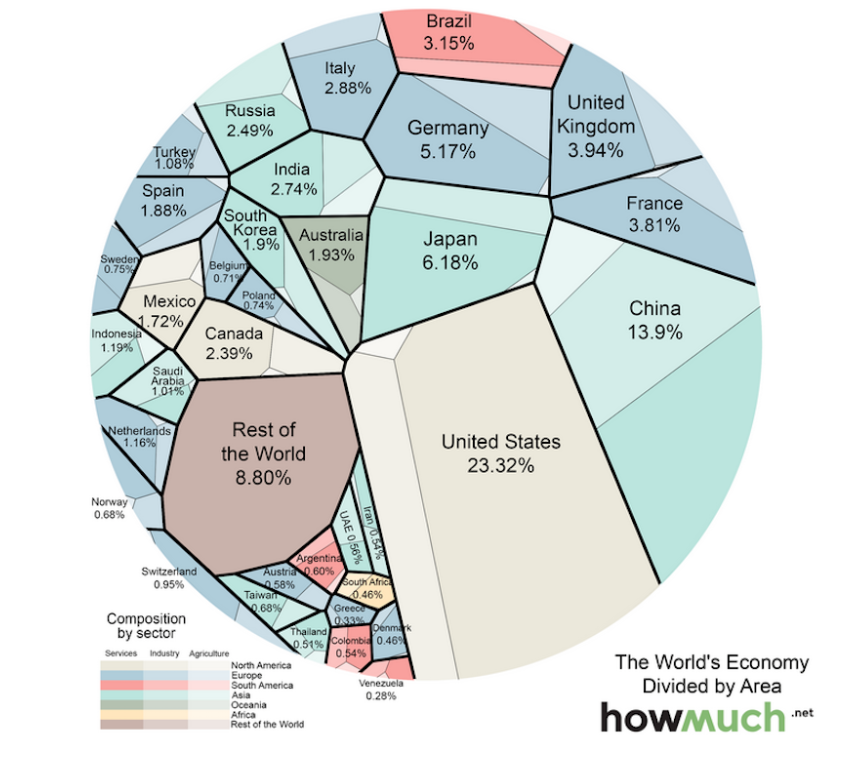 Brazil
3.15%
Italy
2.88%
United
Kingdom
3.94%
Russia
2.49%
Germany
5.17%
Turkey
1.08%
India
2.74%
Spain
1.88%
France
3.81%
South
Korea
1.9%
Australia
1.93%
Japan
6.18%
Sweden
0.75%
Belgium
0.71%
Poland
0.74%
Mexico
1.72%
China
13.9%
Indonesia
1.19%
Canada
2.39%
Saudi
Arabia
1.01%
Netherlands
1.16%
Rest of
the World
8.80%
United States
23.32%
Norway
0.68%
UAE 0.56%
Iran 0.54%
Switzerland
0.95%
Argentina
0.60%
Austria
0.58%
South Africa
0.46%
Taiwan
0.68%
Greece
0.33%
Denmark
0.46%
Thailand
0.51%
Colombia
0.54%
Venezuela
0.28%
Composition
by sector
Services Industry Agriculture
North America
Europe
South America
Asia
Oceania
Africa
Rest of the World
The World's Economy
Divided by Area
howmuch.net